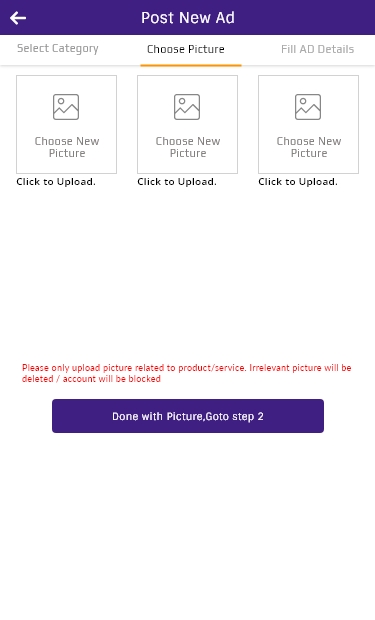 Post New Ad
Select Category
Choose Picture
Fill AD Details
Choose New
Picture
Choose New
Picture
Choose New
Picture
Click to Upload.
Click to Upload.
Click to Upload.
Please only upload picture related to product/service. Irrelevant picture will be
deleted / account will be blocked
Done with Picture,Goto step 2